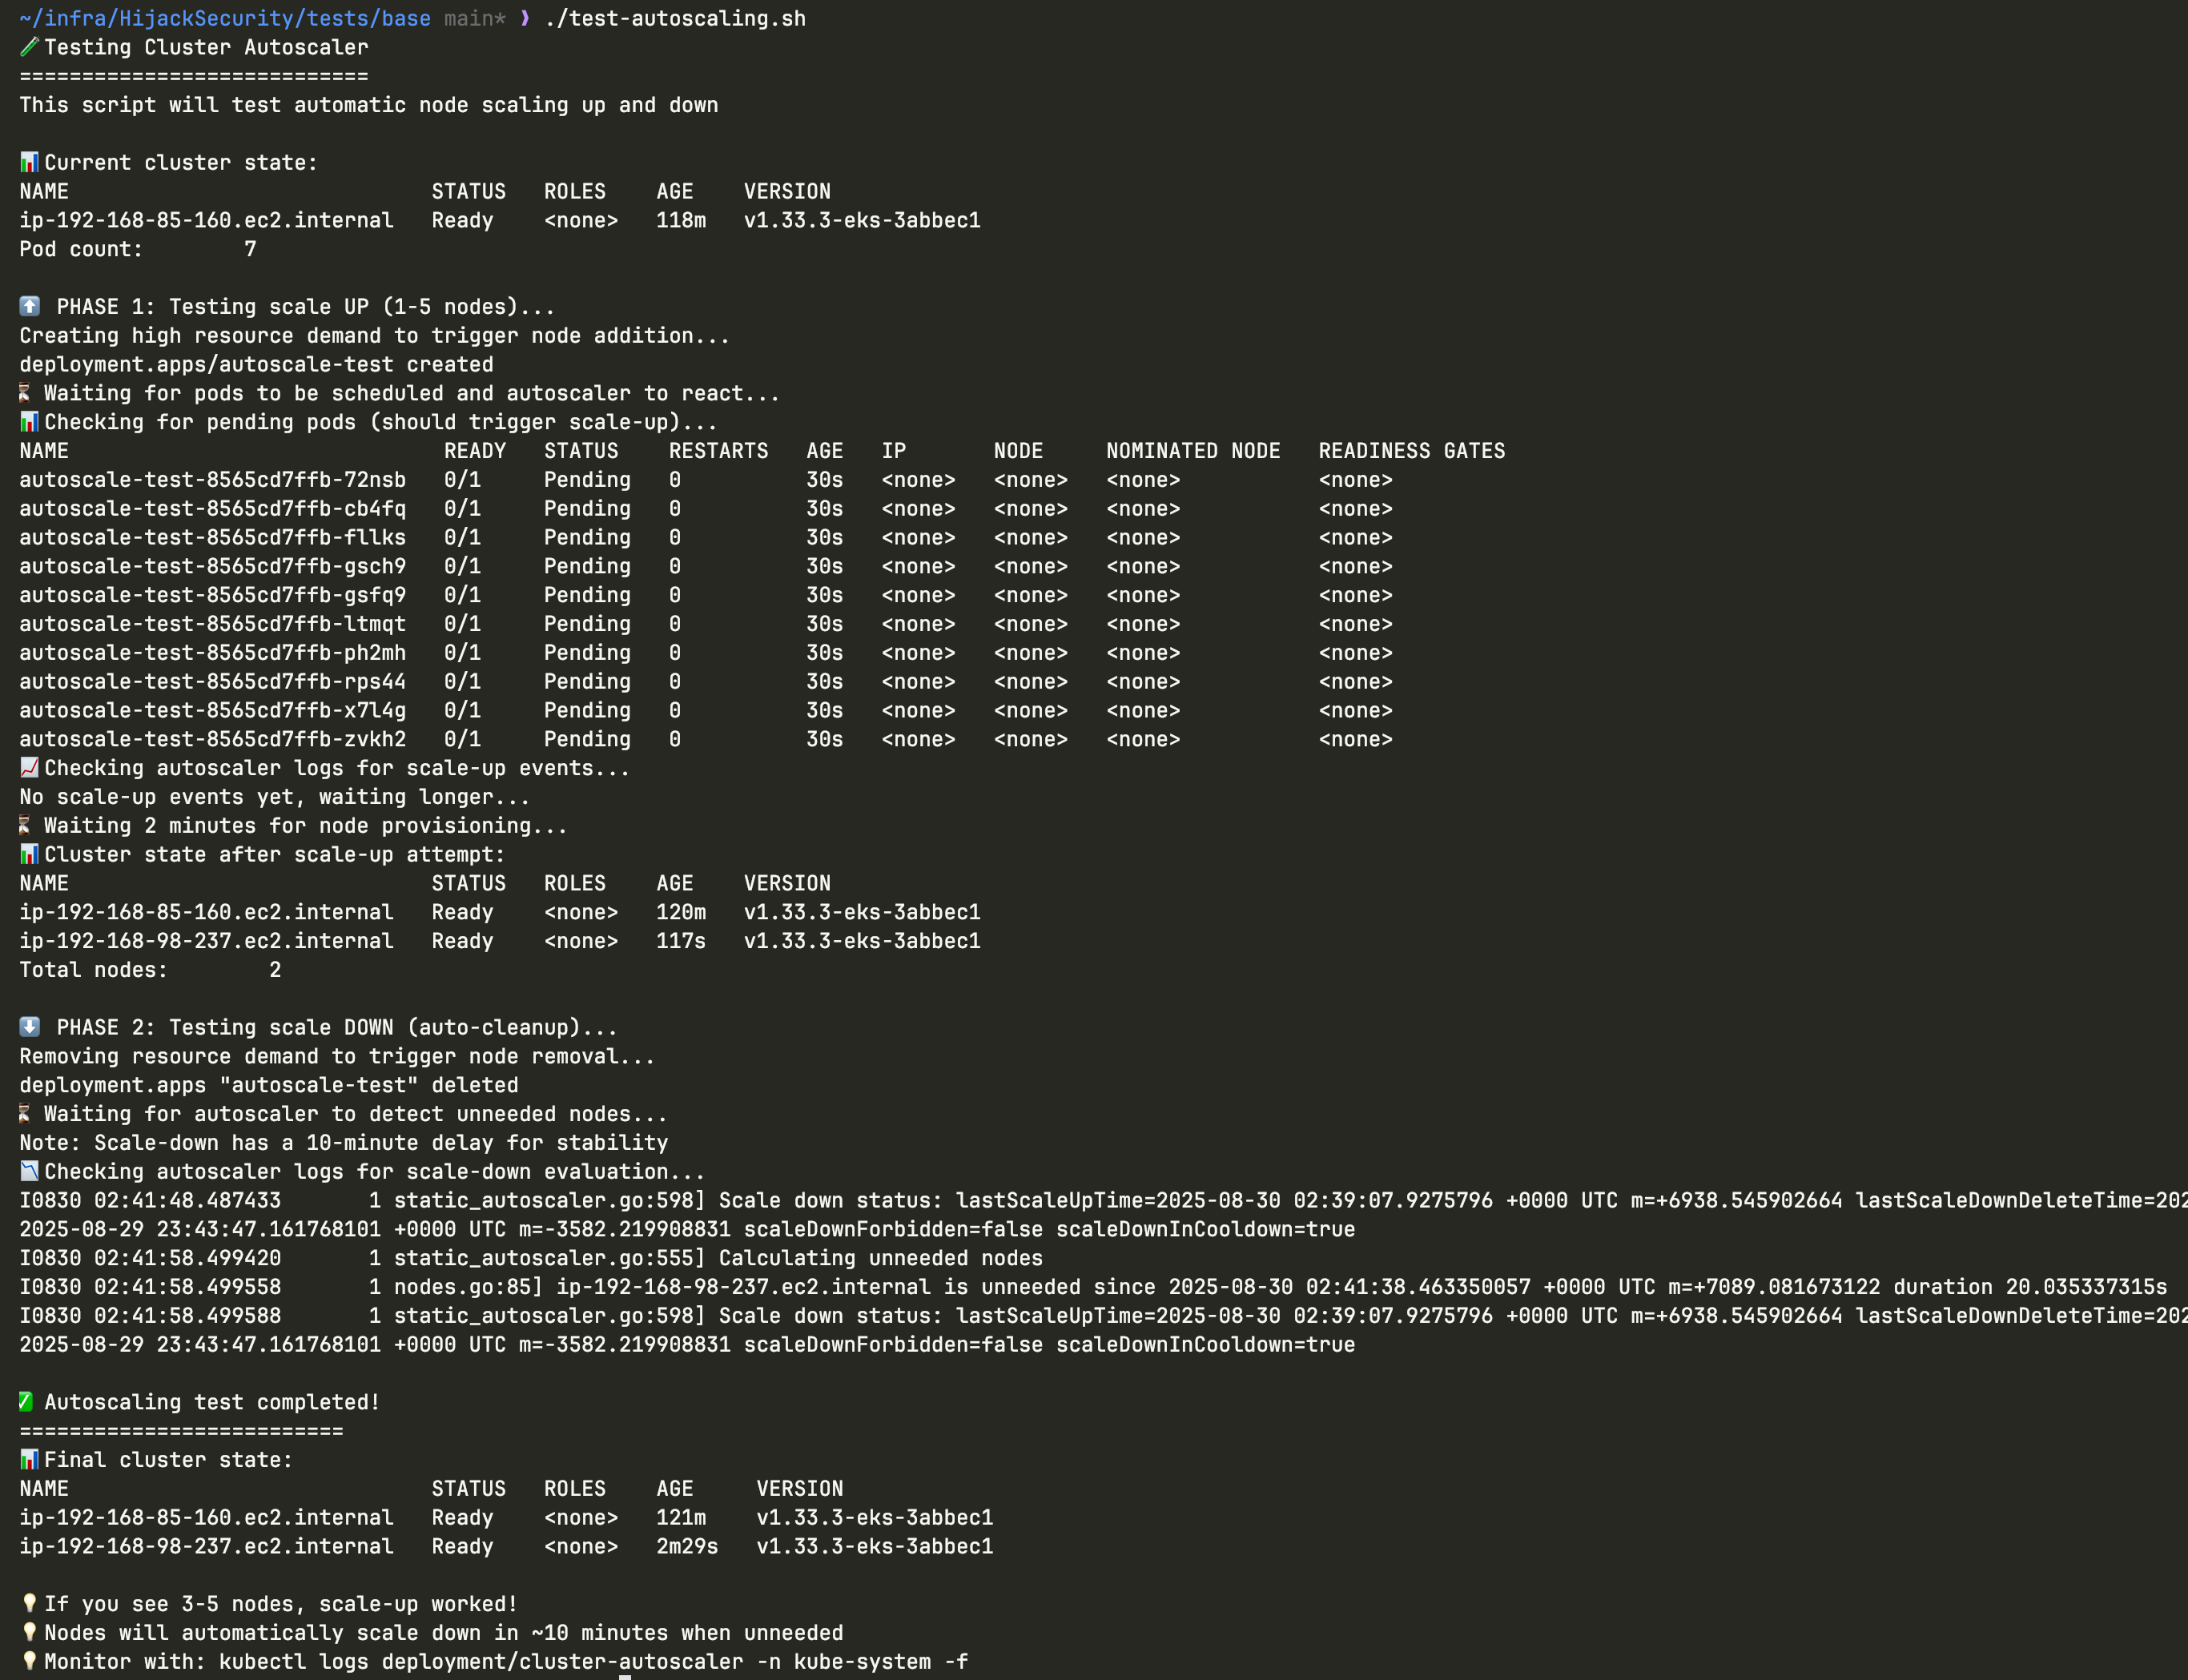 ~/infra/HijackSecurity/tests/base main* ❱ ./test-autoscaling.sh
🧪Testing Cluster Autoscaler
============================
This script will test automatic node scaling up and down

📊Current cluster state:
NAME                             STATUS   ROLES    AGE    VERSION
ip-192-168-85-160.ec2.internal   Ready    <none>   118m   v1.33.3-eks-3abbec1
Pod count:        7

⬆️ PHASE 1: Testing scale UP (1-5 nodes)...
Creating high resource demand to trigger node addition...
deployment.apps/autoscale-test created
⏳ Waiting for pods to be scheduled and autoscaler to react...
📊Checking for pending pods (should trigger scale-up)...
NAME                              READY   STATUS    RESTARTS   AGE   IP       NODE     NOMINATED NODE   READINESS GATES
autoscale-test-8565cd7ffb-72nsb   0/1     Pending   0          30s   <none>   <none>   <none>           <none>
autoscale-test-8565cd7ffb-cb4fq   0/1     Pending   0          30s   <none>   <none>   <none>           <none>
autoscale-test-8565cd7ffb-fllks   0/1     Pending   0          30s   <none>   <none>   <none>           <none>
autoscale-test-8565cd7ffb-gsch9   0/1     Pending   0          30s   <none>   <none>   <none>           <none>
autoscale-test-8565cd7ffb-gsfq9   0/1     Pending   0          30s   <none>   <none>   <none>           <none>
autoscale-test-8565cd7ffb-ltmqt   0/1     Pending   0          30s   <none>   <none>   <none>           <none>
autoscale-test-8565cd7ffb-ph2mh   0/1     Pending   0          30s   <none>   <none>   <none>           <none>
autoscale-test-8565cd7ffb-rps44   0/1     Pending   0          30s   <none>   <none>   <none>           <none>
autoscale-test-8565cd7ffb-x7l4g   0/1     Pending   0          30s   <none>   <none>   <none>           <none>
autoscale-test-8565cd7ffb-zvkh2   0/1     Pending   0          30s   <none>   <none>   <none>           <none>
📈Checking autoscaler logs for scale-up events...
No scale-up events yet, waiting longer...
⏳ Waiting 2 minutes for node provisioning...
📊Cluster state after scale-up attempt:
NAME                             STATUS   ROLES    AGE    VERSION
ip-192-168-85-160.ec2.internal   Ready    <none>   120m   v1.33.3-eks-3abbec1
ip-192-168-98-237.ec2.internal   Ready    <none>   117s   v1.33.3-eks-3abbec1
Total nodes:        2

⬇️ PHASE 2: Testing scale DOWN (auto-cleanup)...
Removing resource demand to trigger node removal...
deployment.apps "autoscale-test" deleted
⏳ Waiting for autoscaler to detect unneeded nodes...
Note: Scale-down has a 10-minute delay for stability
📉Checking autoscaler logs for scale-down evaluation...
I0830 02:41:48.487433       1 static_autoscaler.go:598] Scale down status: lastScaleUpTime=2025-08-30 02:39:07.9275796 +0000 UTC m=+6938.545902664 lastScaleDownDeleteTime=202
2025-08-29 23:43:47.161768101 +0000 UTC m=-3582.219908831 scaleDownForbidden=false scaleDownInCooldown=true
I0830 02:41:58.499420       1 static_autoscaler.go:555] Calculating unneeded nodes
I0830 02:41:58.499558       1 nodes.go:85] ip-192-168-98-237.ec2.internal is unneeded since 2025-08-30 02:41:38.463350057 +0000 UTC m=+7089.081673122 duration 20.035337315s
I0830 02:41:58.499588       1 static_autoscaler.go:598] Scale down status: lastScaleUpTime=2025-08-30 02:39:07.9275796 +0000 UTC m=+6938.545902664 lastScaleDownDeleteTime=202
2025-08-29 23:43:47.161768101 +0000 UTC m=-3582.219908831 scaleDownForbidden=false scaleDownInCooldown=true

✅ Autoscaling test completed!
==========================
📊Final cluster state:
NAME                             STATUS   ROLES    AGE     VERSION
ip-192-168-85-160.ec2.internal   Ready    <none>   121m    v1.33.3-eks-3abbec1
ip-192-168-98-237.ec2.internal   Ready    <none>   2m29s   v1.33.3-eks-3abbec1

💡If you see 3-5 nodes, scale-up worked!
💡Nodes will automatically scale down in ~10 minutes when unneeded
💡Monitor with: kubectl logs deployment/cluster-autoscaler -n kube-system -f